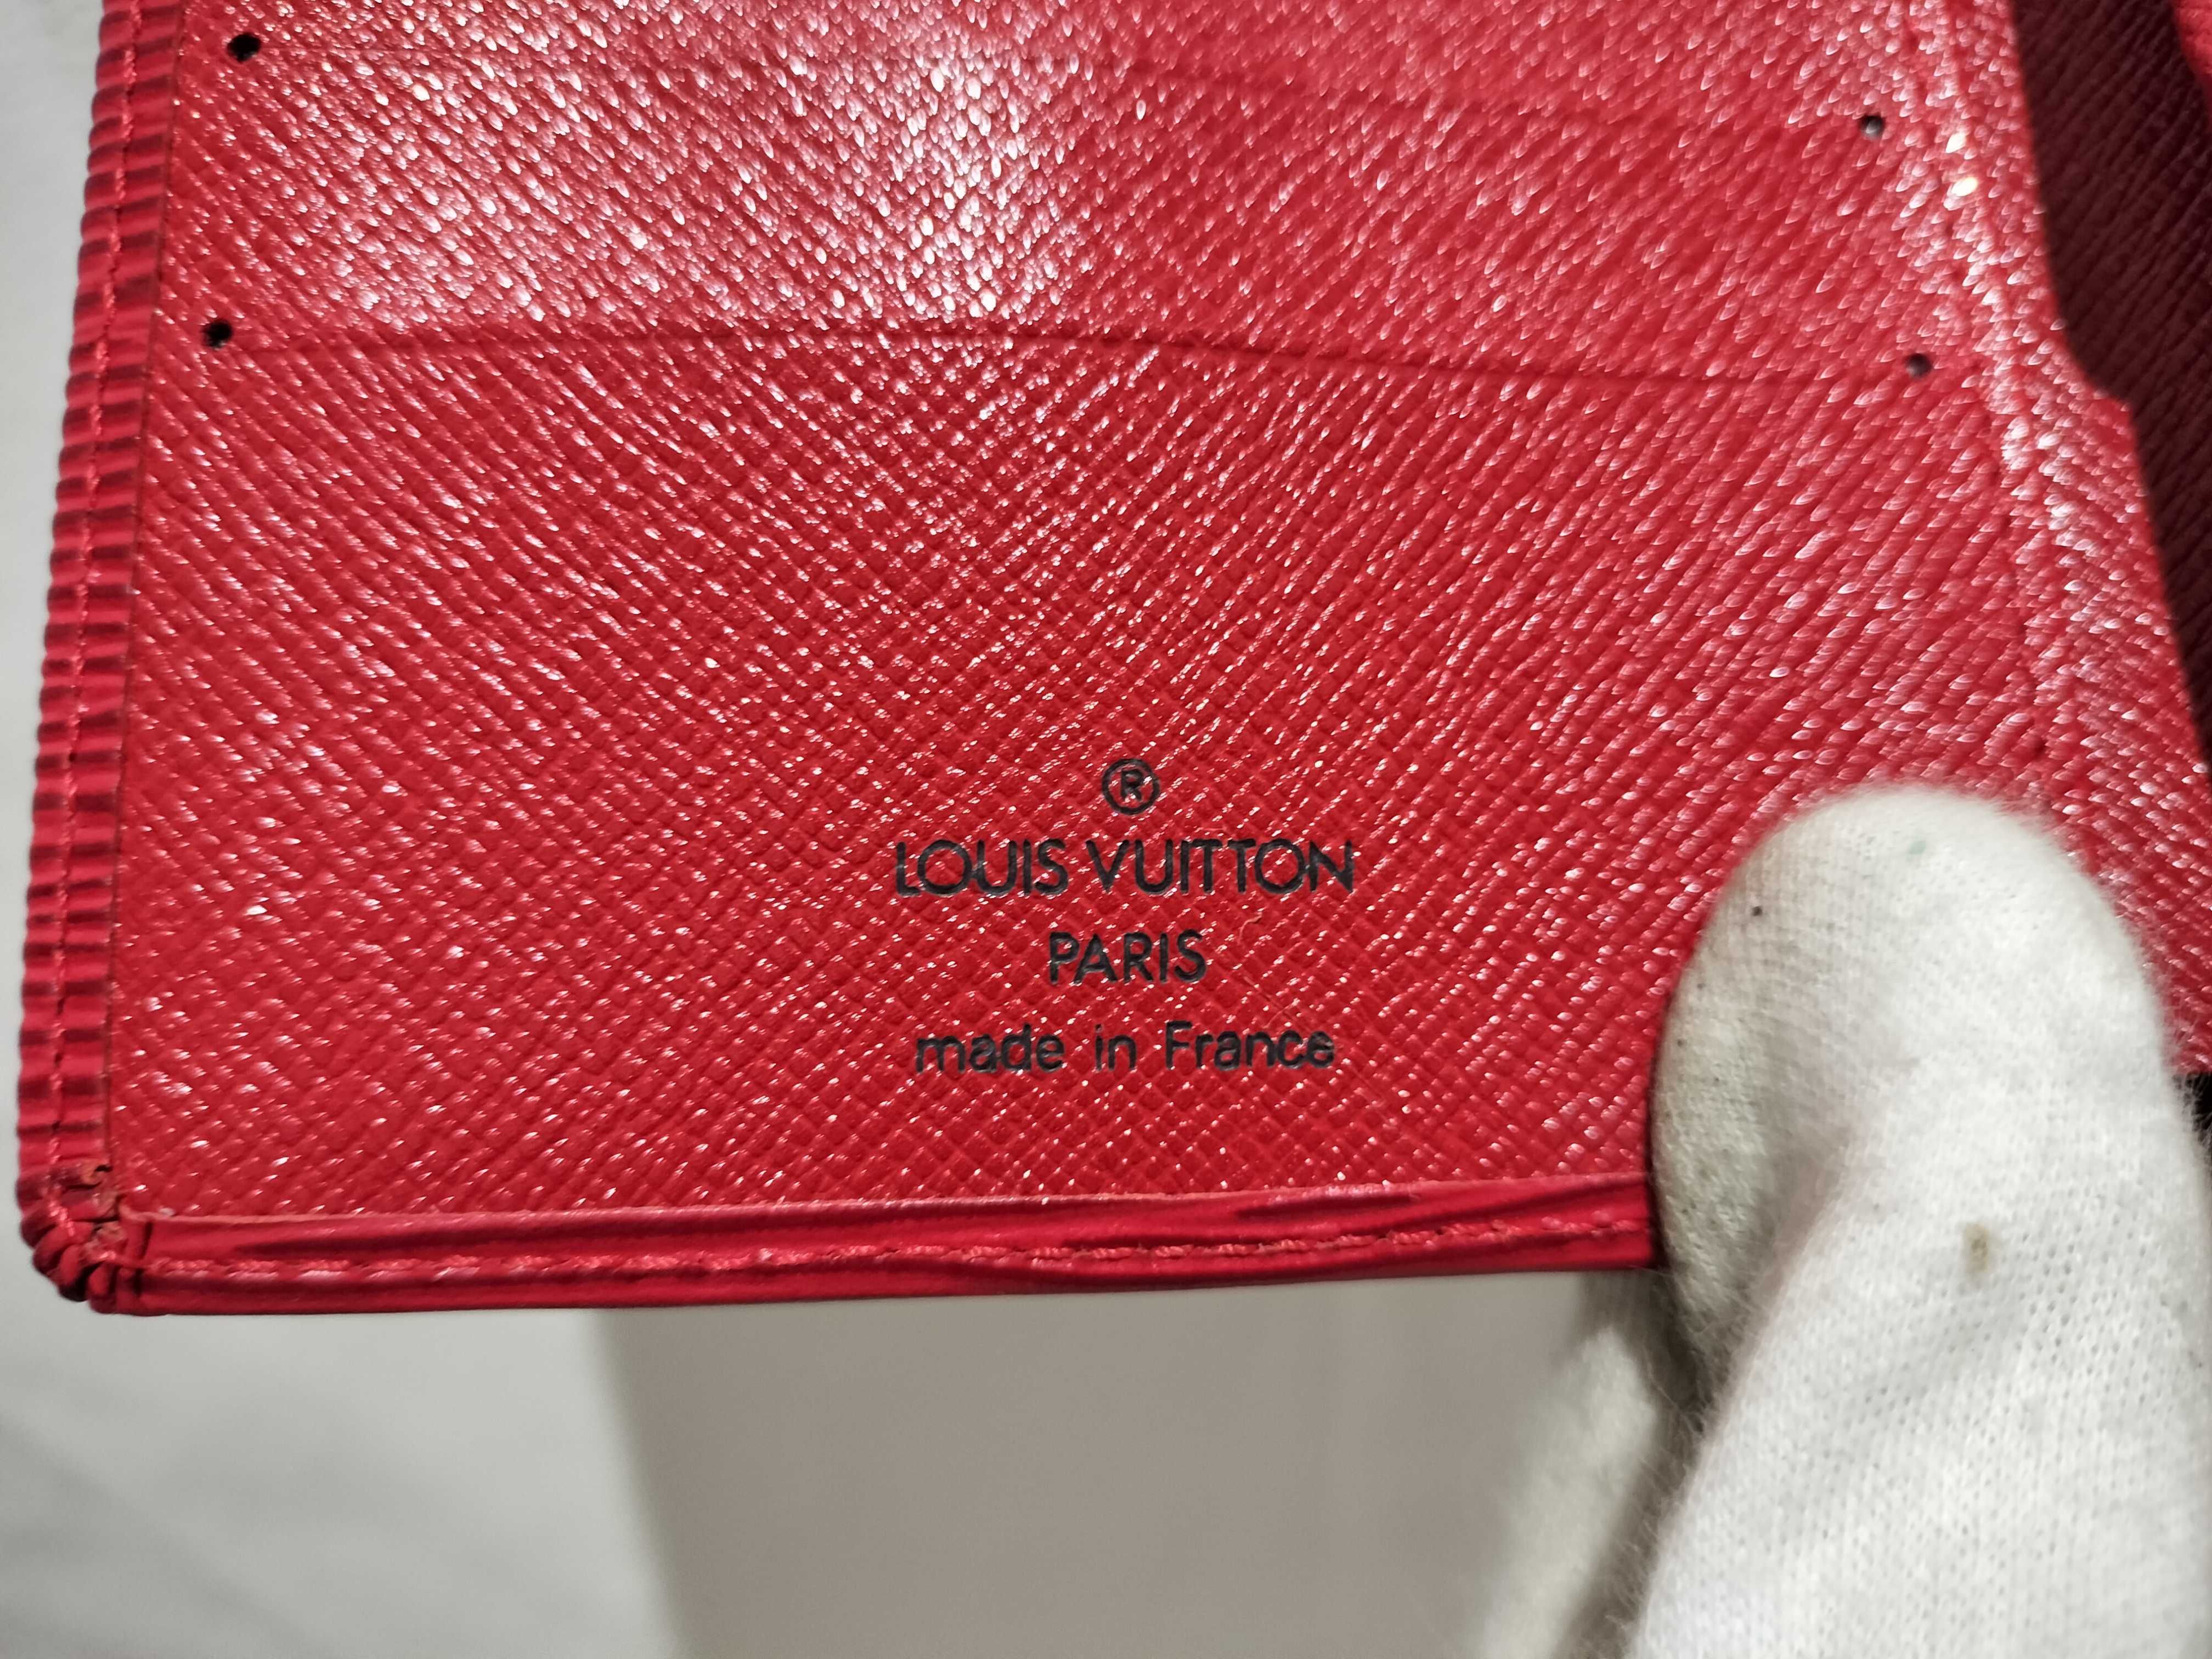 ®
LOUIS VUITTON
PARIS
made in France